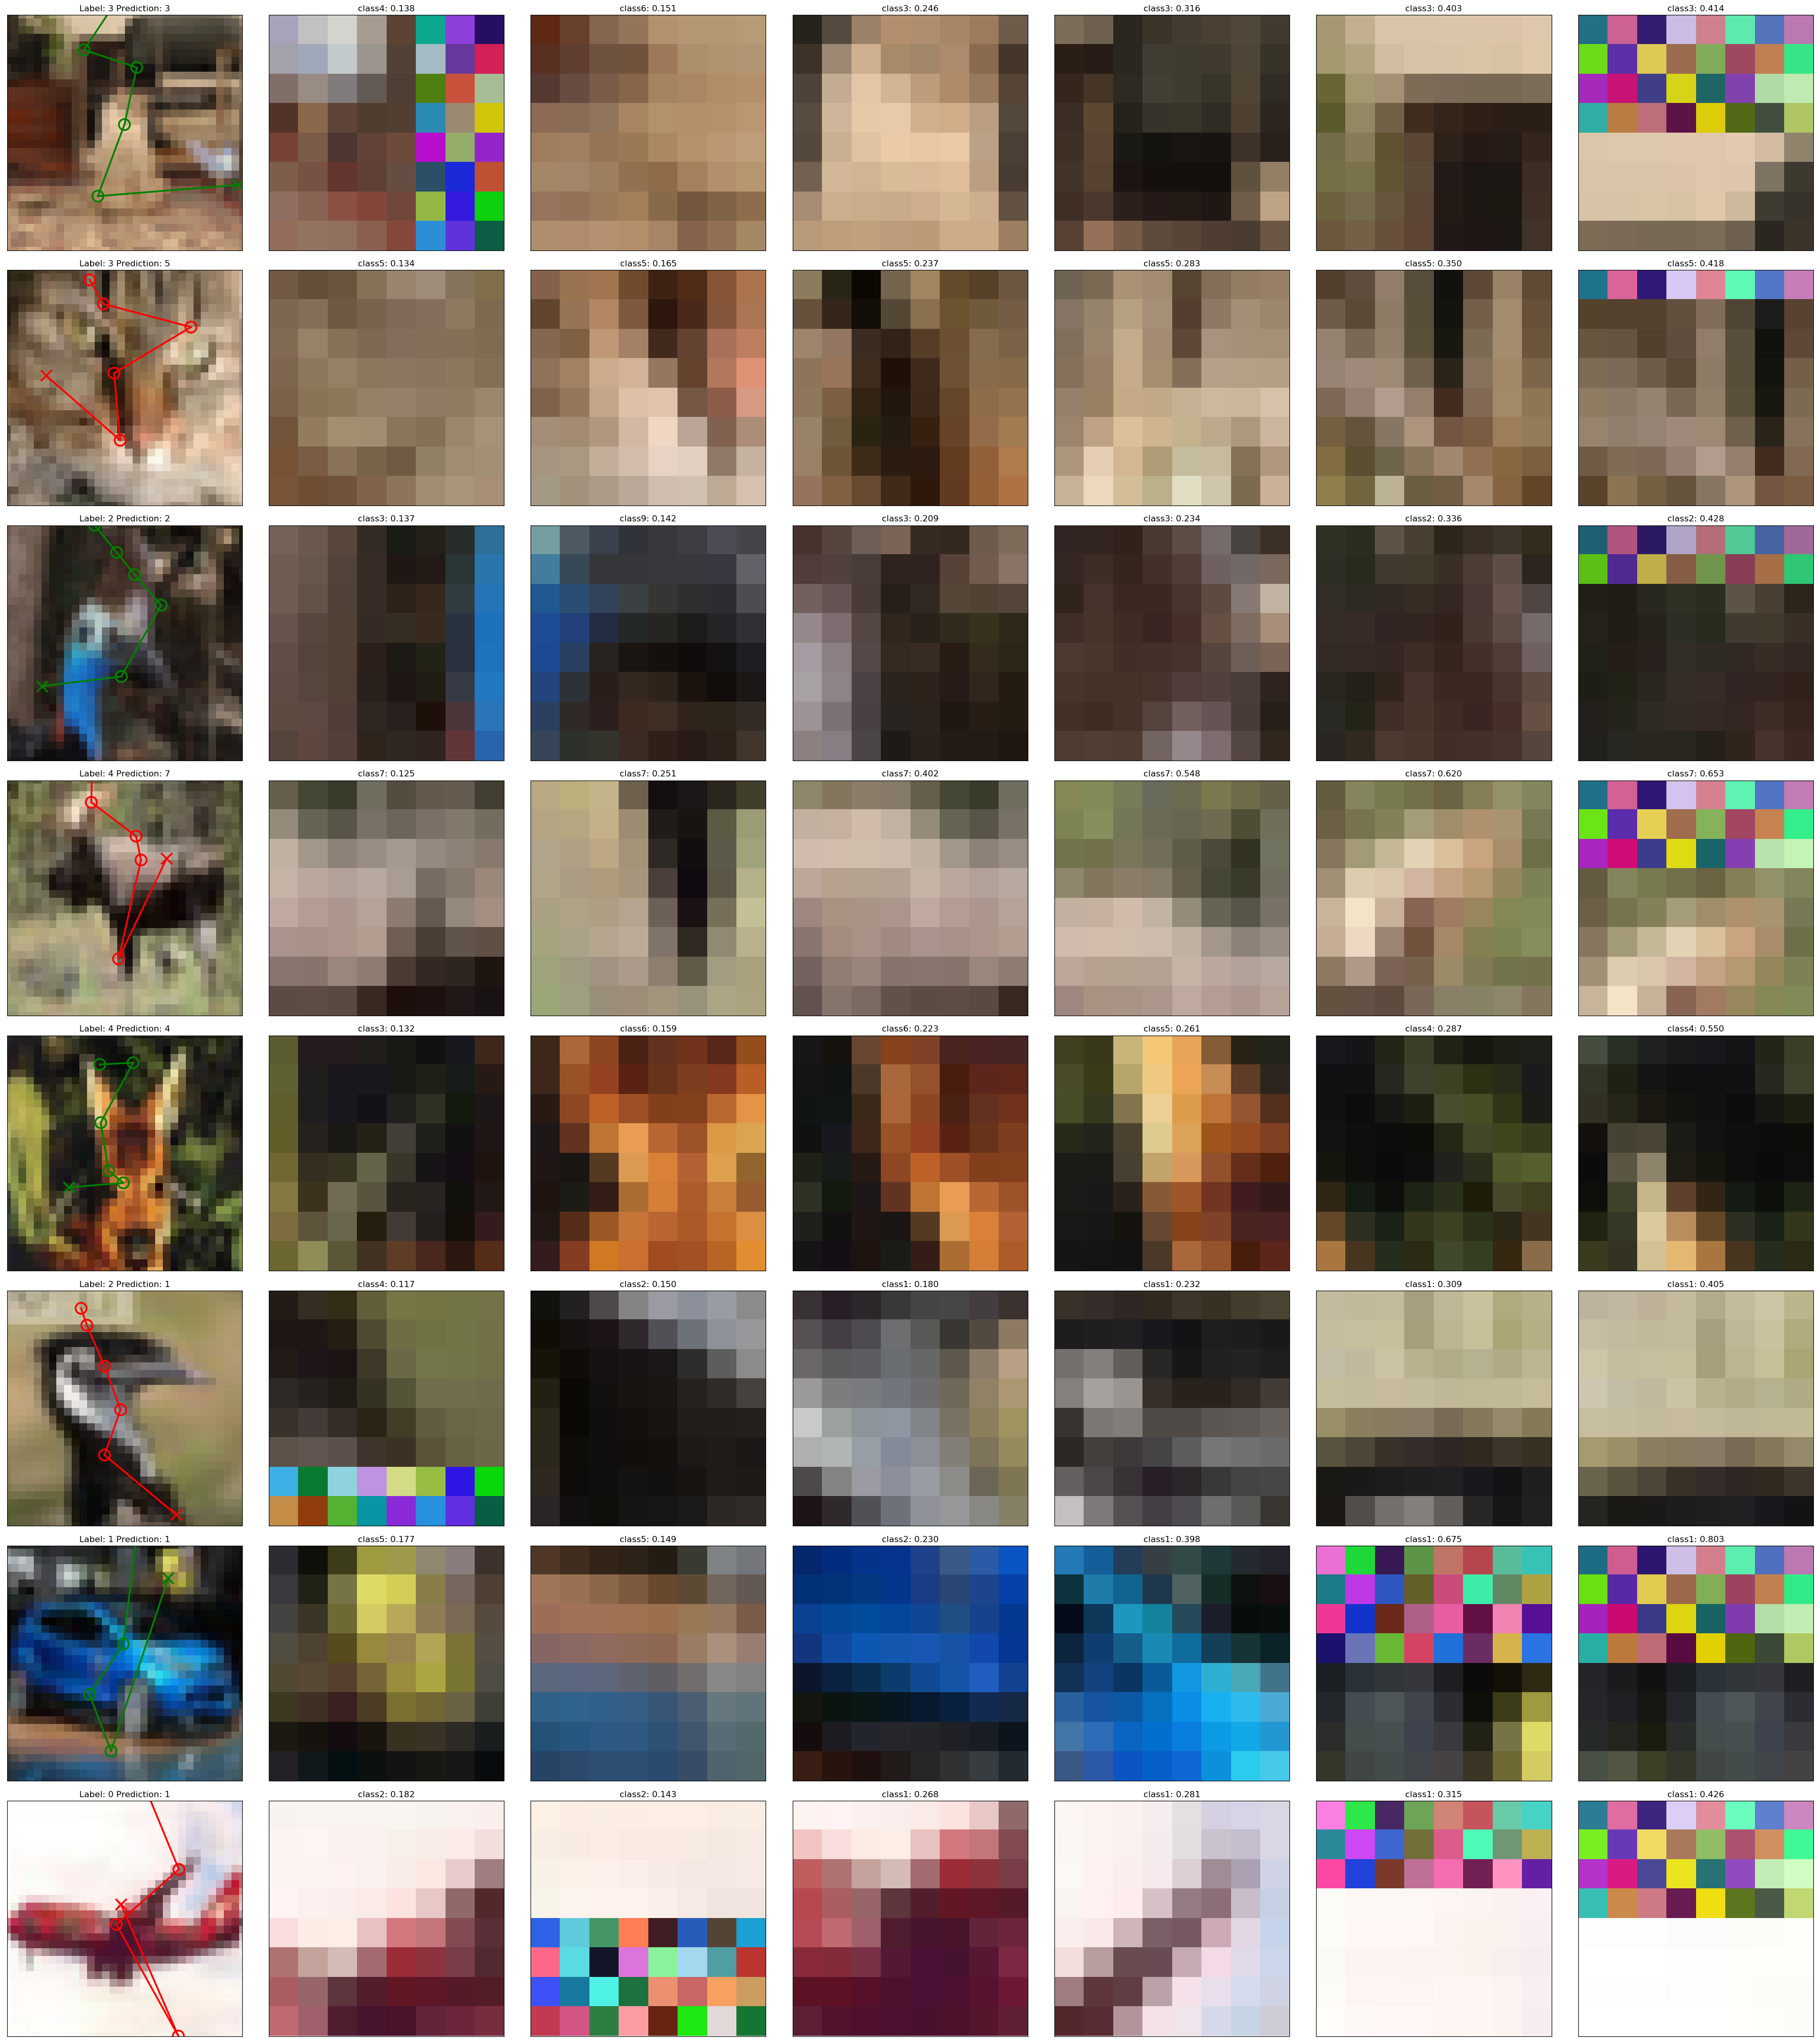 Label: 3 Prediction: 3 class4: 0.138 class6: 0.151 class3: 0.246 class3: 0.316 class3: 0.403 class3: 0.414
Label: 3 Prediction: 5 class5: 0.134 class5: 0.165 class5: 0.237 class5: 0.283 class5: 0.350 class5: 0.418
Label: 2 Prediction: 2 class3: 0.137 class9: 0.142 class3: 0.209 class3: 0.234 class2: 0.336 class2: 0.428
Label: 4 Prediction: 7 class7: 0.125 class7: 0.251 class7: 0.402 class7: 0.548 class7: 0.620 class7: 0.653
Label: 4 Prediction: 4 class3: 0.132 class6: 0.159 class6: 0.223 class5: 0.261 class4: 0.287 class4: 0.550
Label: 2 Prediction: 1 class4: 0.117 class2: 0.150 class1: 0.180 class1: 0.232 class1: 0.309 class1: 0.405
Label: 1 Prediction: 1 class5: 0.177 class5: 0.149 class2: 0.230 class1: 0.398 class1: 0.675 class1: 0.803
Label: 0 Prediction: 1 class2: 0.182 class2: 0.143 class1: 0.268 class1: 0.281 class1: 0.315 class1: 0.426